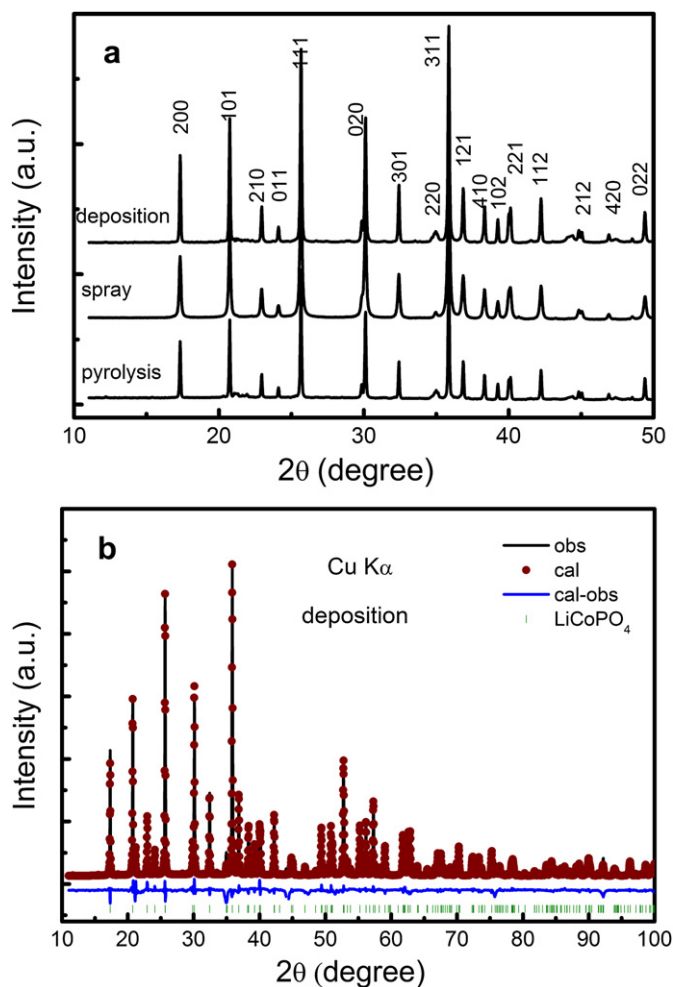 a
Intensity (a.u.)
200
101
210
011
111
020
301
220
311
121
410
102
221
112
212
420
022
deposition
spray
pyrolysis
10 20 30 40 50
2θ (degree)
b
Intensity (a.u.)
Cu Kα
deposition
obs
cal
cal-obs
LiCoPO₄
10 20 30 40 50 60 70 80 90 100
2θ (degree)